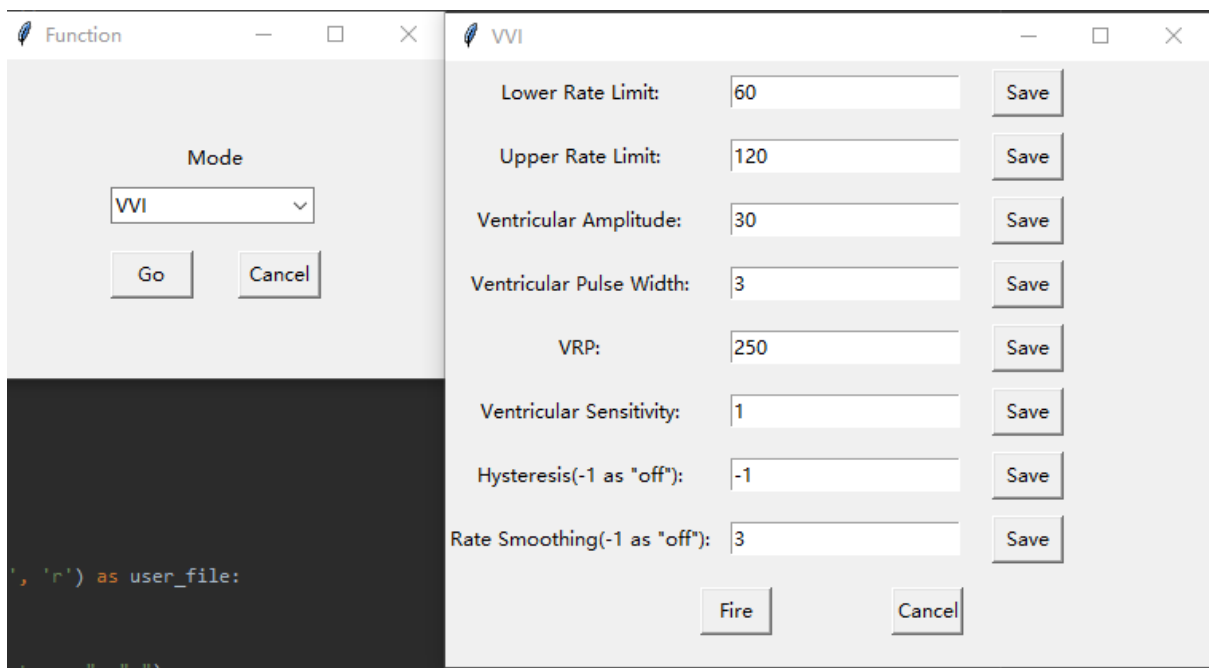 Function
Mode
VVI
Go Cancel
', 'r') as user_file:
VVI
Lower Rate Limit: 60 Save
Upper Rate Limit: 120 Save
Ventricular Amplitude: 30 Save
Ventricular Pulse Width: 3 Save
VRP: 250 Save
Ventricular Sensitivity: 1 Save
Hysteresis(-1 as "off"): -1 Save
Rate Smoothing(-1 as "off"): 3 Save
Fire Cancel